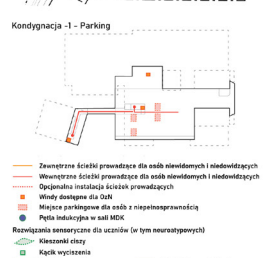 Kondygnacja -1 – Parking
Zewnętrzne ścieżki prowadzące dla osób niewidomych i niedowidzących
Wewnętrzne ścieżki prowadzące dla osób niewidomych i niedowidzących
Opcjonalna instalacja ścieżek prowadzących
Windy dostępne dla OzN
Miejsce parkingowe dla osób z niepełnosprawnością
Pętla indukcyjna w sali MDK
Rozwiązania sensoryczne dla uczniów (w tym neuroatypowych)
Kieszonki ciszy
Kącik wyciszenia